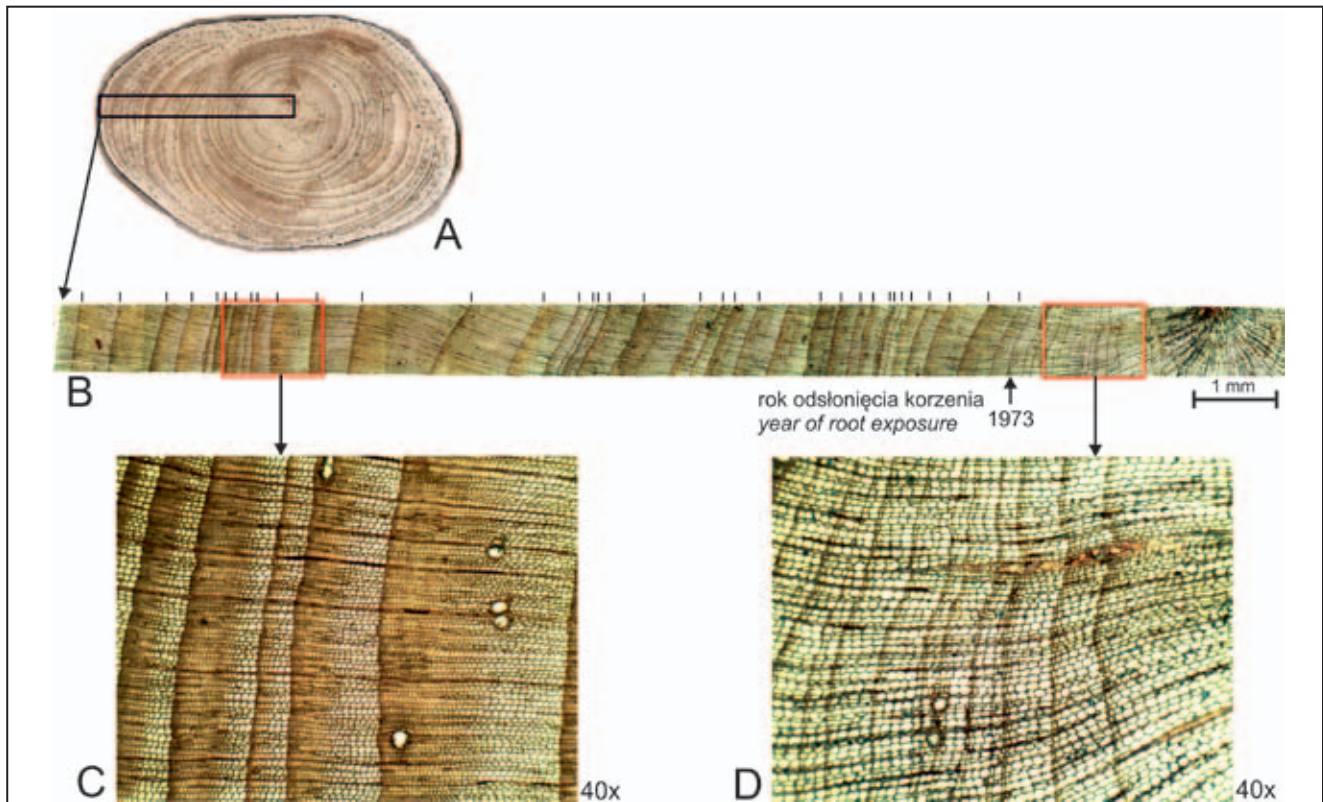 A
B
rok odsłonięcia korzenia
year of root exposure
1973
1 mm
C
40x
D
40x